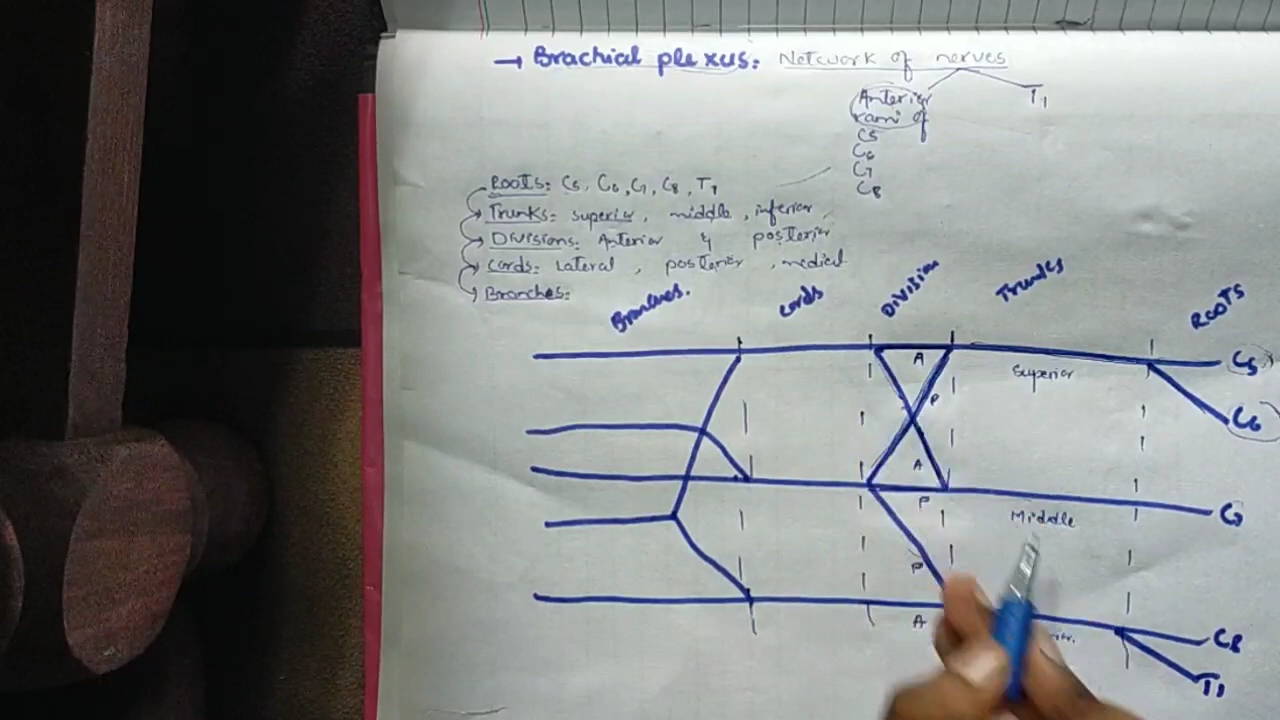 → Brachial plexus: Network of nerves
Anterior T1
rami of
C5
C6
C7
C8
Roots: C5, C6, C7, C8, T1
Trunks: superior, middle, inferior
Divisions: Anterior & posterior
cords: Lateral, posterior, medial
Branches:
Branches. cords Division Trunks Roots
A Superior C5
P C6
A
P Middle C7
P
A C8
T1